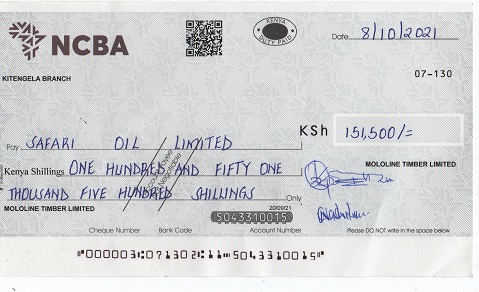 NCBA
KENYA
DUTY PAID
Date 8/10/2021
KITENGELA BRANCH
07-130
Pay SAFARI OIL LIMITED
KSh 151,500/=
Kenya Shillings ONE HUNDRED AND FIFTY ONE
MOLOLINE TIMBER LIMITED
THOUSAND FIVE HUNDRED SHILLINGS Only
MOLOLINE TIMBER LIMITED
20/09/21
5043310015
Cheque Number Bank Code Account Number Please DO NOT write in the space below
"000003:071302:11 5043310015"